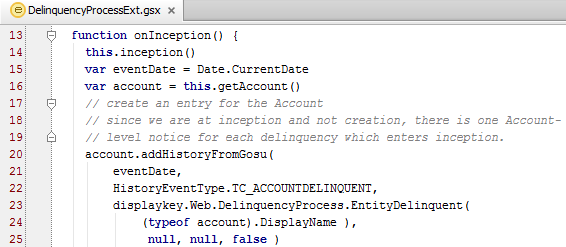 DelinquencyProcessExt.gsx ×
13 function onInception() {
14 this.inception()
15 var eventDate = Date.CurrentDate
16 var account = this.getAccount()
17 // create an entry for the Account
18 // since we are at inception and not creation, there is one Account-
19 // level notice for each delinquency which enters inception.
20 account.addHistoryFromGosu(
21 eventDate,
22 HistoryEventType.TC_ACCOUNTDELINQUENT,
23 displaykey.Web.DelinquencyProcess.EntityDelinquent(
24 (typeof account).DisplayName ),
25 null, null, false )